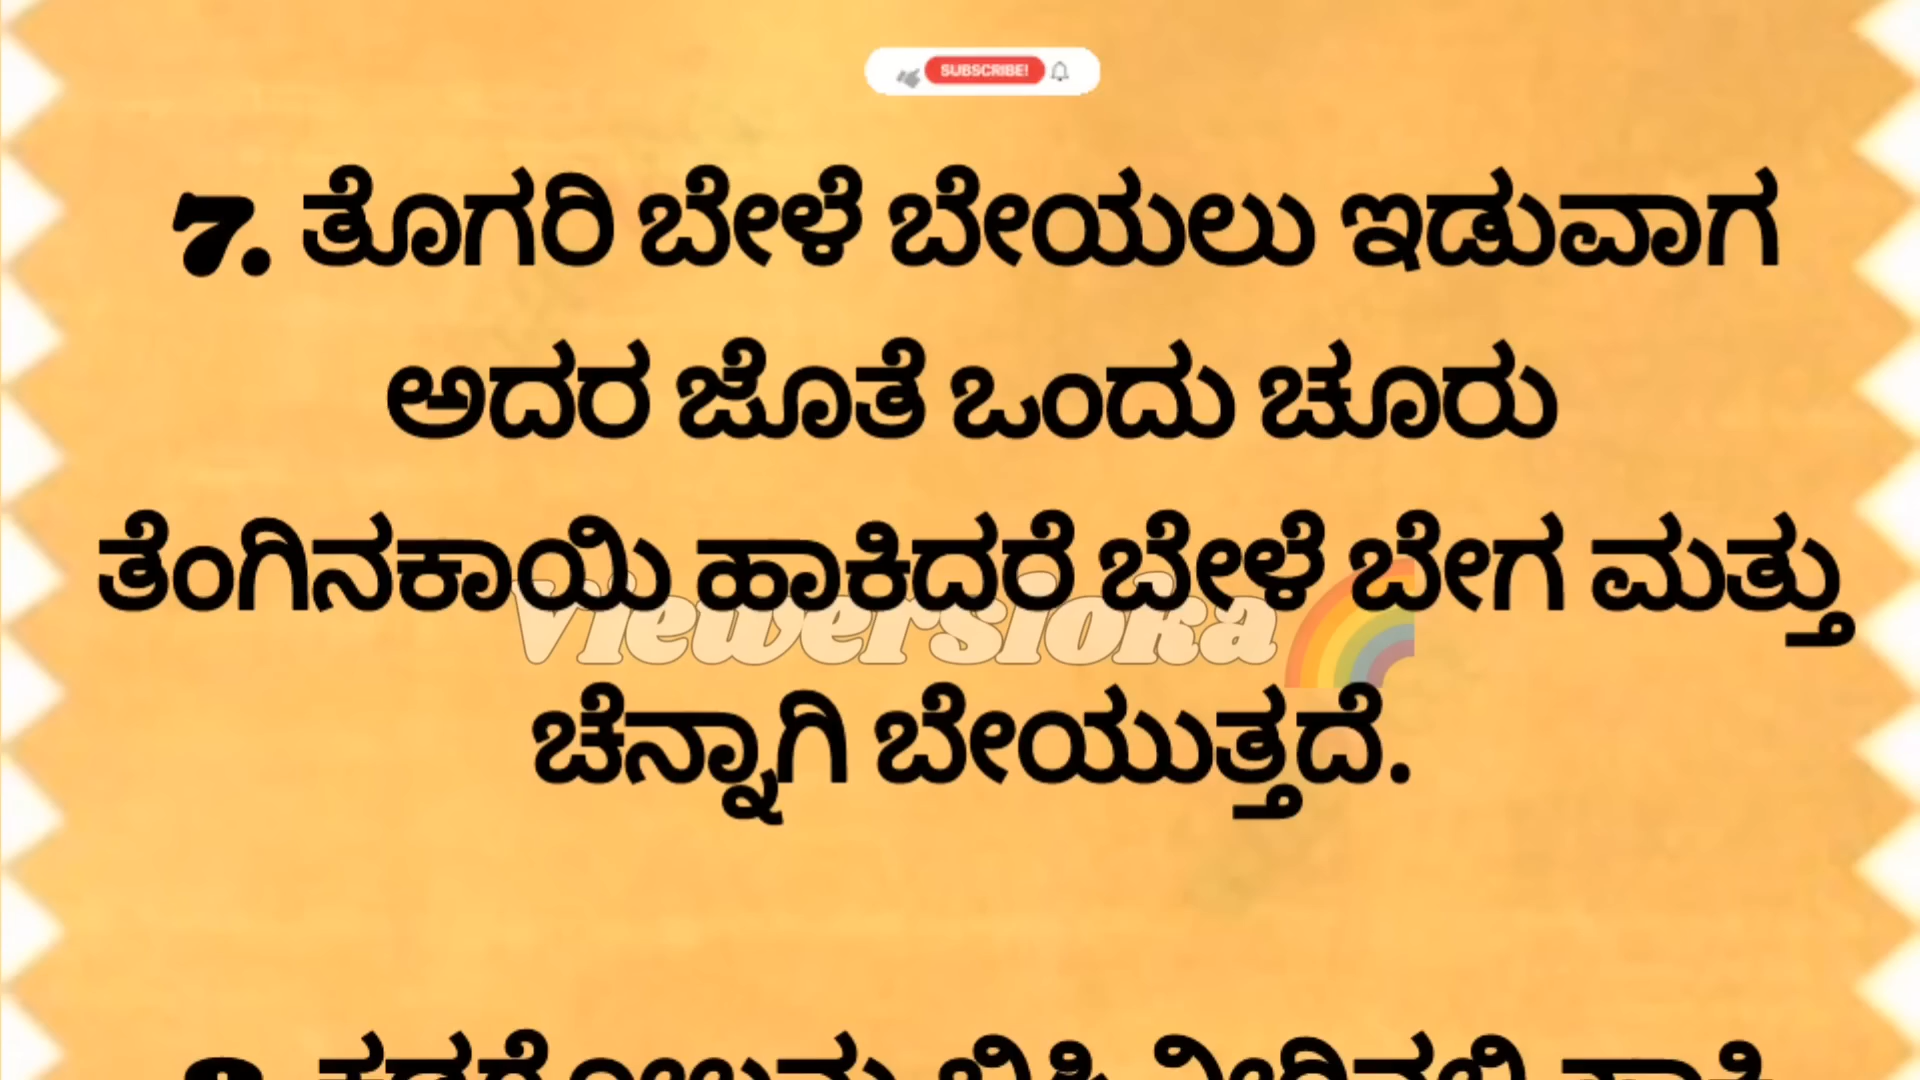 SUBSCRIBE!
7. ತೊಗರಿ ಬೇಳೆ ಬೇಯಲು ಇಡುವಾಗ
ಅದರ ಜೊತೆ ಒಂದು ಚೂರು
ತೆಂಗಿನಕಾಯಿ ಹಾಕಿದರೆ ಬೇಳೆ ಬೇಗ ಮತ್ತು
Viewersloka
ಚೆನ್ನಾಗಿ ಬೇಯುತ್ತದೆ.